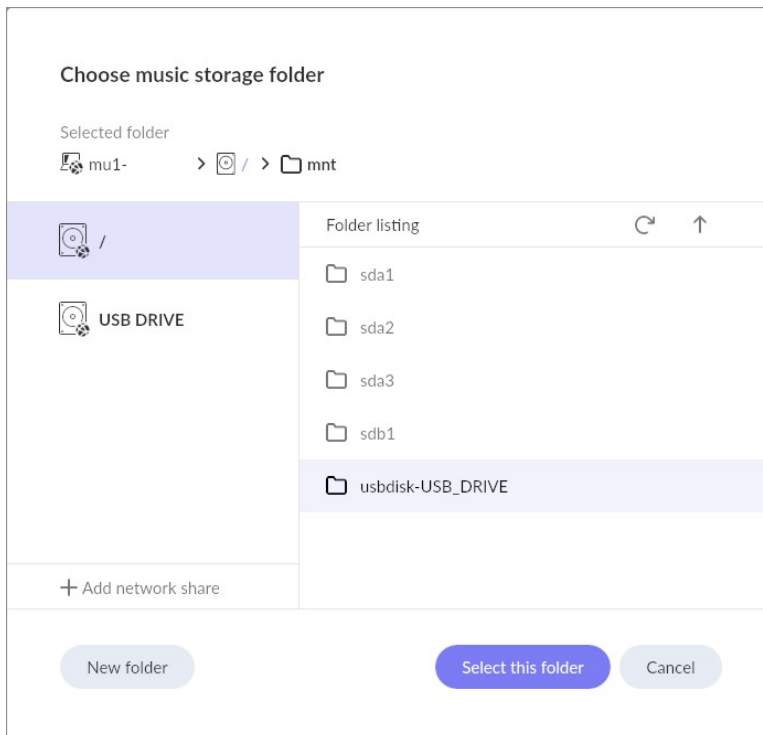 Choose music storage folder
Selected folder
mu1- > / > mnt
/
USB DRIVE
Add network share
Folder listing
sda1
sda2
sda3
sdb1
usbdisk-USB_DRIVE
New folder
Select this folder
Cancel